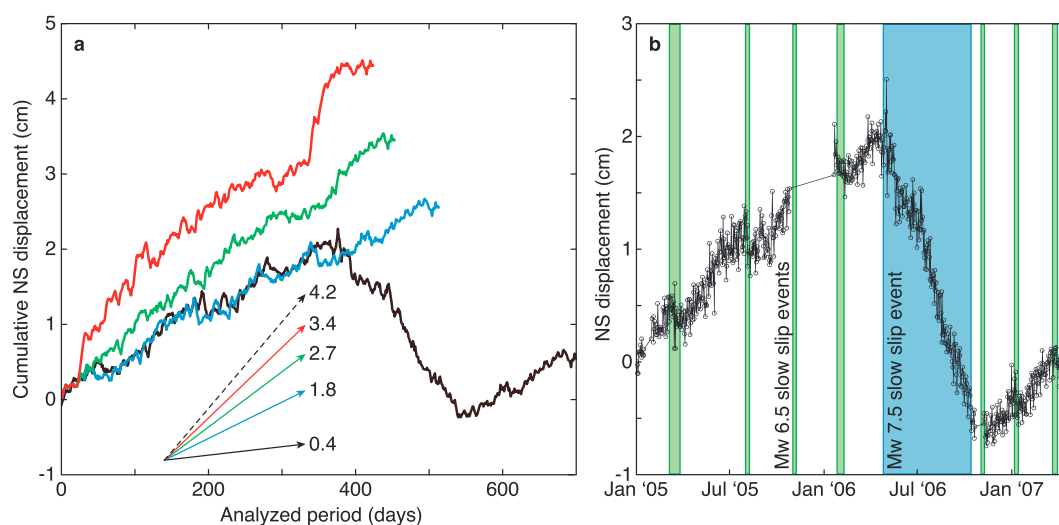 a
Cumulative NS displacement (cm)
5
4
3
2
1
0
-1
4.2
3.4
2.7
1.8
0.4
0
200
400
600
Analyzed period (days)
b
NS displacement (cm)
3
2
1
0
-1
Mw 6.5 slow slip events
Mw 7.5 slow slip event
Jan ‘05
Jul ‘05
Jan ‘06
Jul ‘06
Jan ‘07